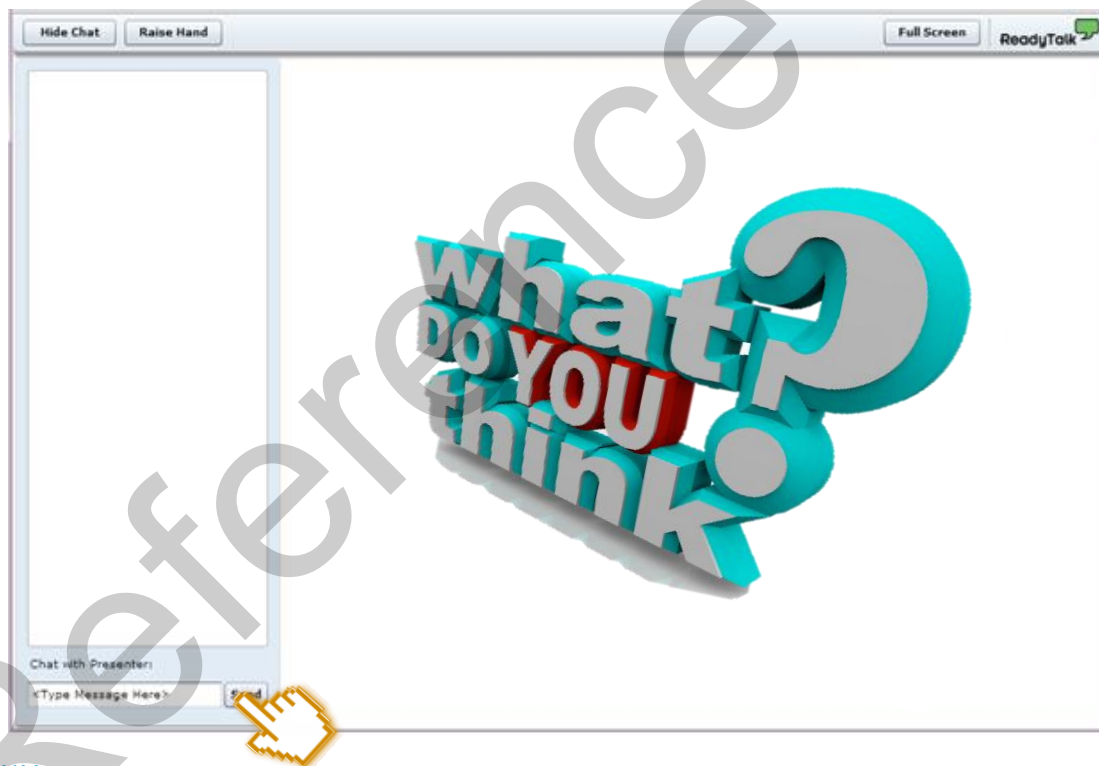 Hide Chat Raise Hand Full Screen ReadyTalk
what?
DO YOU
think
Chat with Presenter:
<Type Message Here> Send
Reference